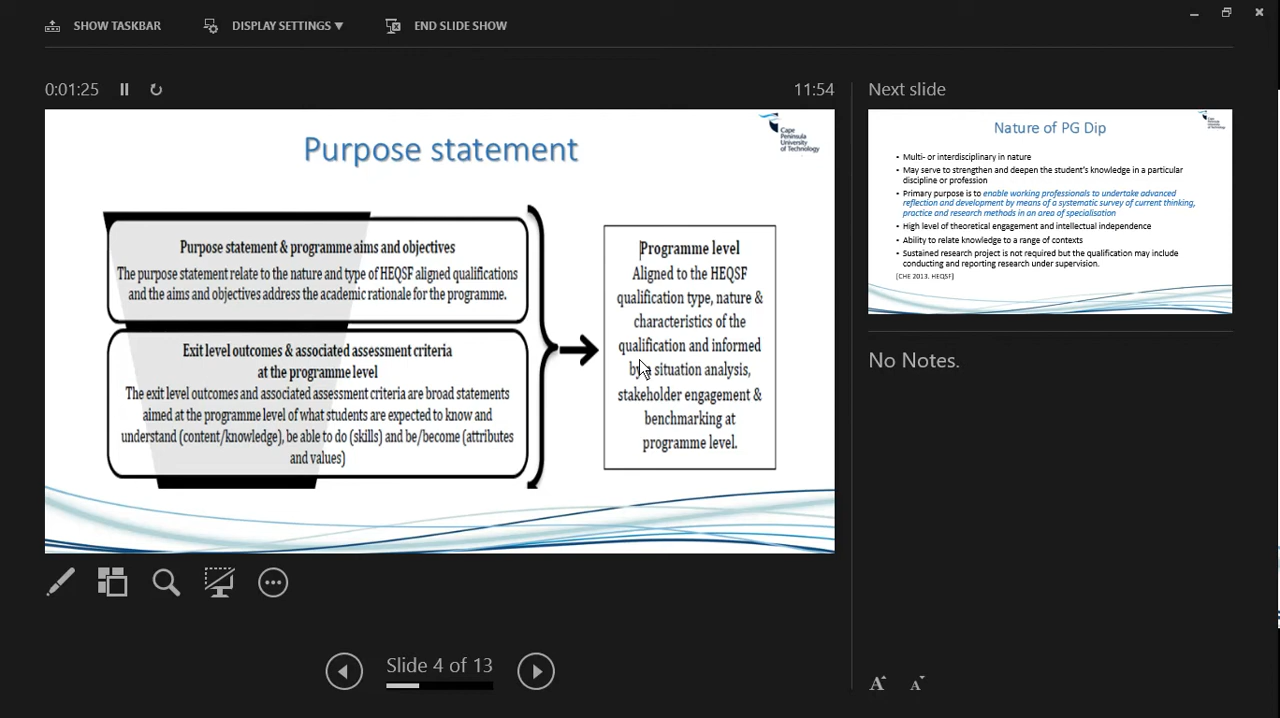 SHOW TASKBAR
DISPLAY SETTINGS ▼
END SLIDE SHOW
0:01:25
11:54
Next slide
Purpose statement
Cape
Peninsula
University
of Technology
Purpose statement & programme aims and objectives
The purpose statement relate to the nature and type of HEQSF aligned qualifications
and the aims and objectives address the academic rationale for the programme.
Exit level outcomes & associated assessment criteria
at the programme level
The exit level outcomes and associated assessment criteria are broad statements
aimed at the programme level of what students are expected to know and
understand (content/knowledge), be able to do (skills) and be/become (attributes
and values)
Programme level
Aligned to the HEQSF
qualification type, nature &
characteristics of the
qualification and informed
by a situation analysis,
stakeholder engagement &
benchmarking at
programme level.
Nature of PG Dip
• Multi- or interdisciplinary in nature
• May serve to strengthen and deepen the student's knowledge in a particular
discipline or profession
• Primary purpose is to enable working professionals to undertake advanced
reflection and development by means of a systematic survey of current thinking,
practice and research methods in an area of specialisation
• High level of theoretical engagement and intellectual independence
• Ability to relate knowledge to a range of contexts
• Sustained research project is not required but the qualification may include
conducting and reporting research under supervision.
[CHE 2013. HEQSF]
No Notes.
Slide 4 of 13
A
A